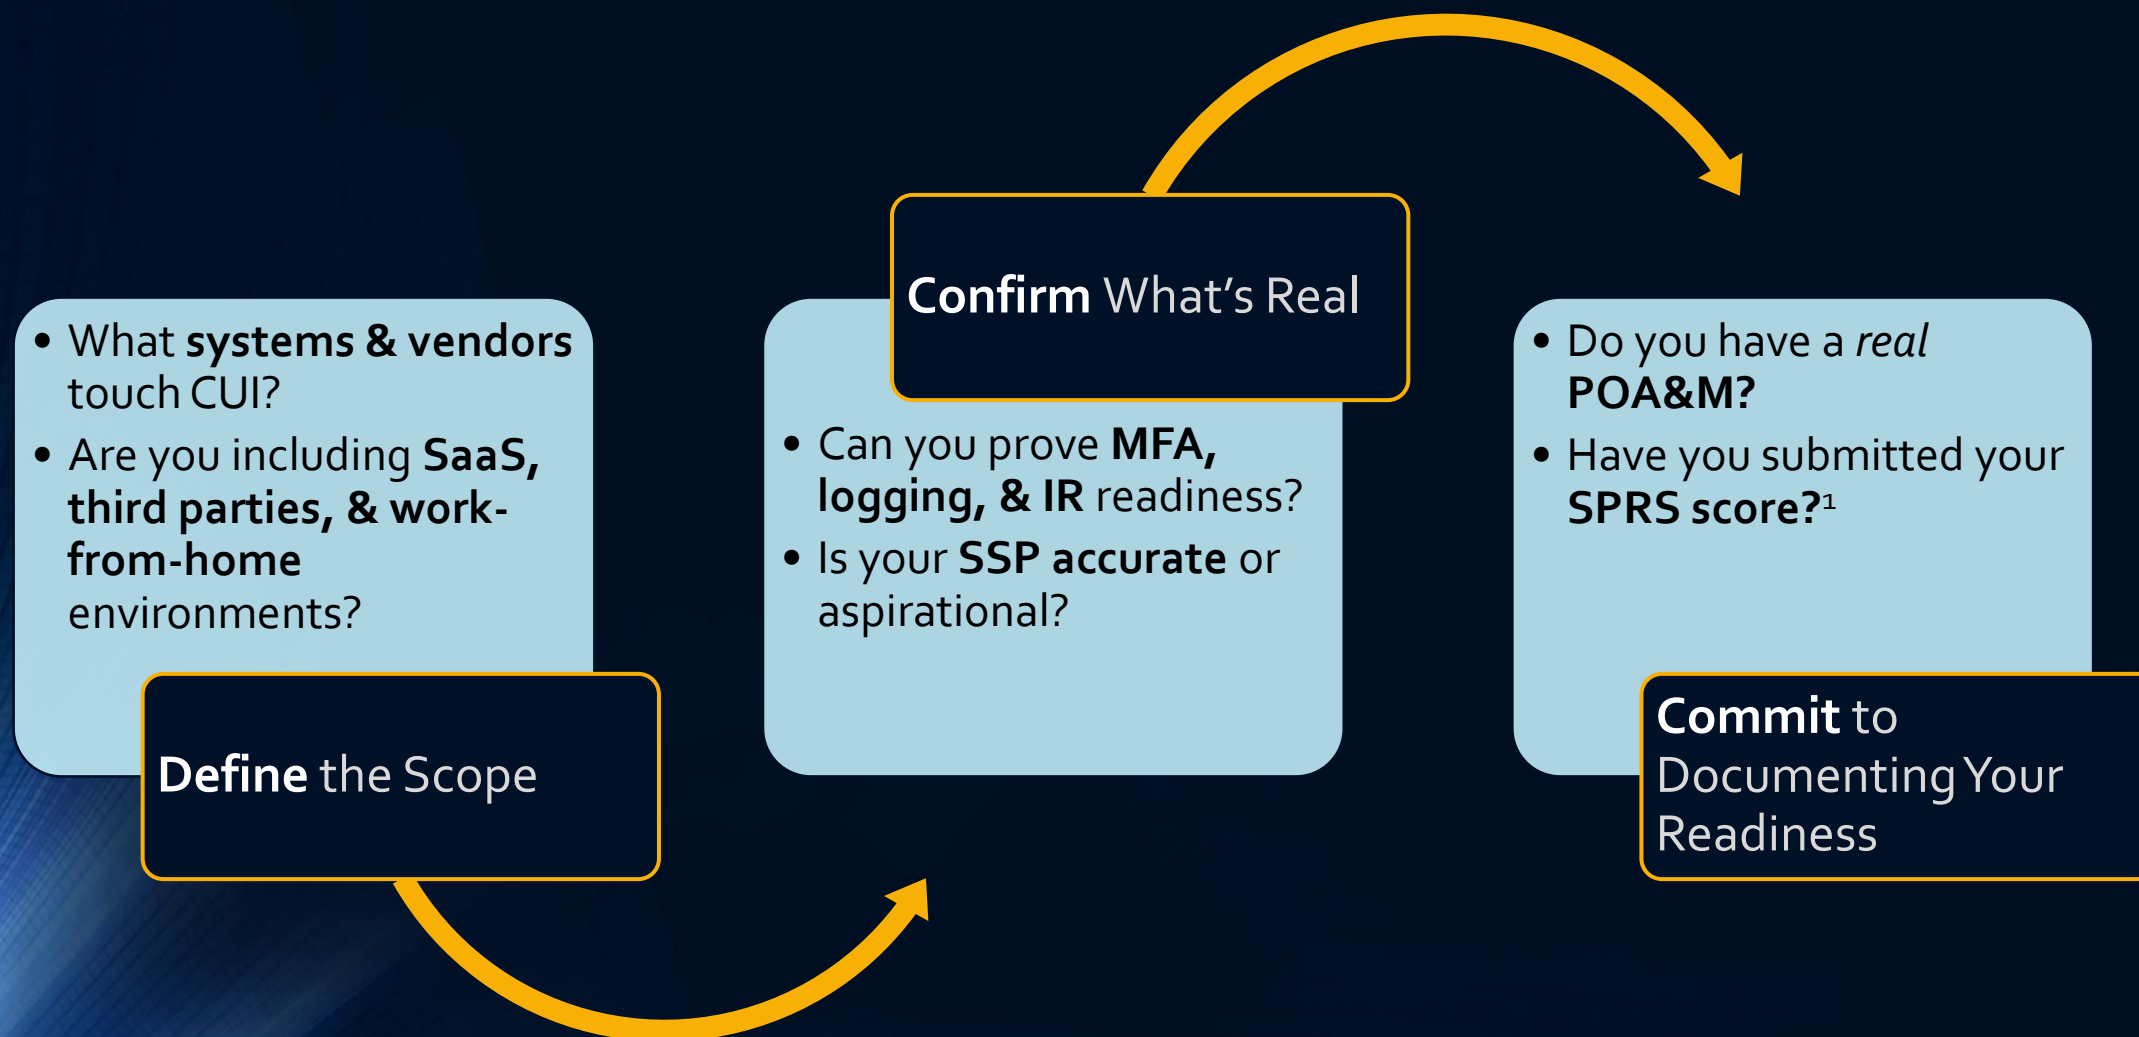 • What systems & vendors
touch CUI?
• Are you including SaaS,
third parties, & work-
from-home
environments?
Define the Scope
Confirm What’s Real
• Can you prove MFA,
logging, & IR readiness?
• Is your SSP accurate or
aspirational?
• Do you have a real
POA&M?
• Have you submitted your
SPRS score?¹
Commit to
Documenting Your
Readiness